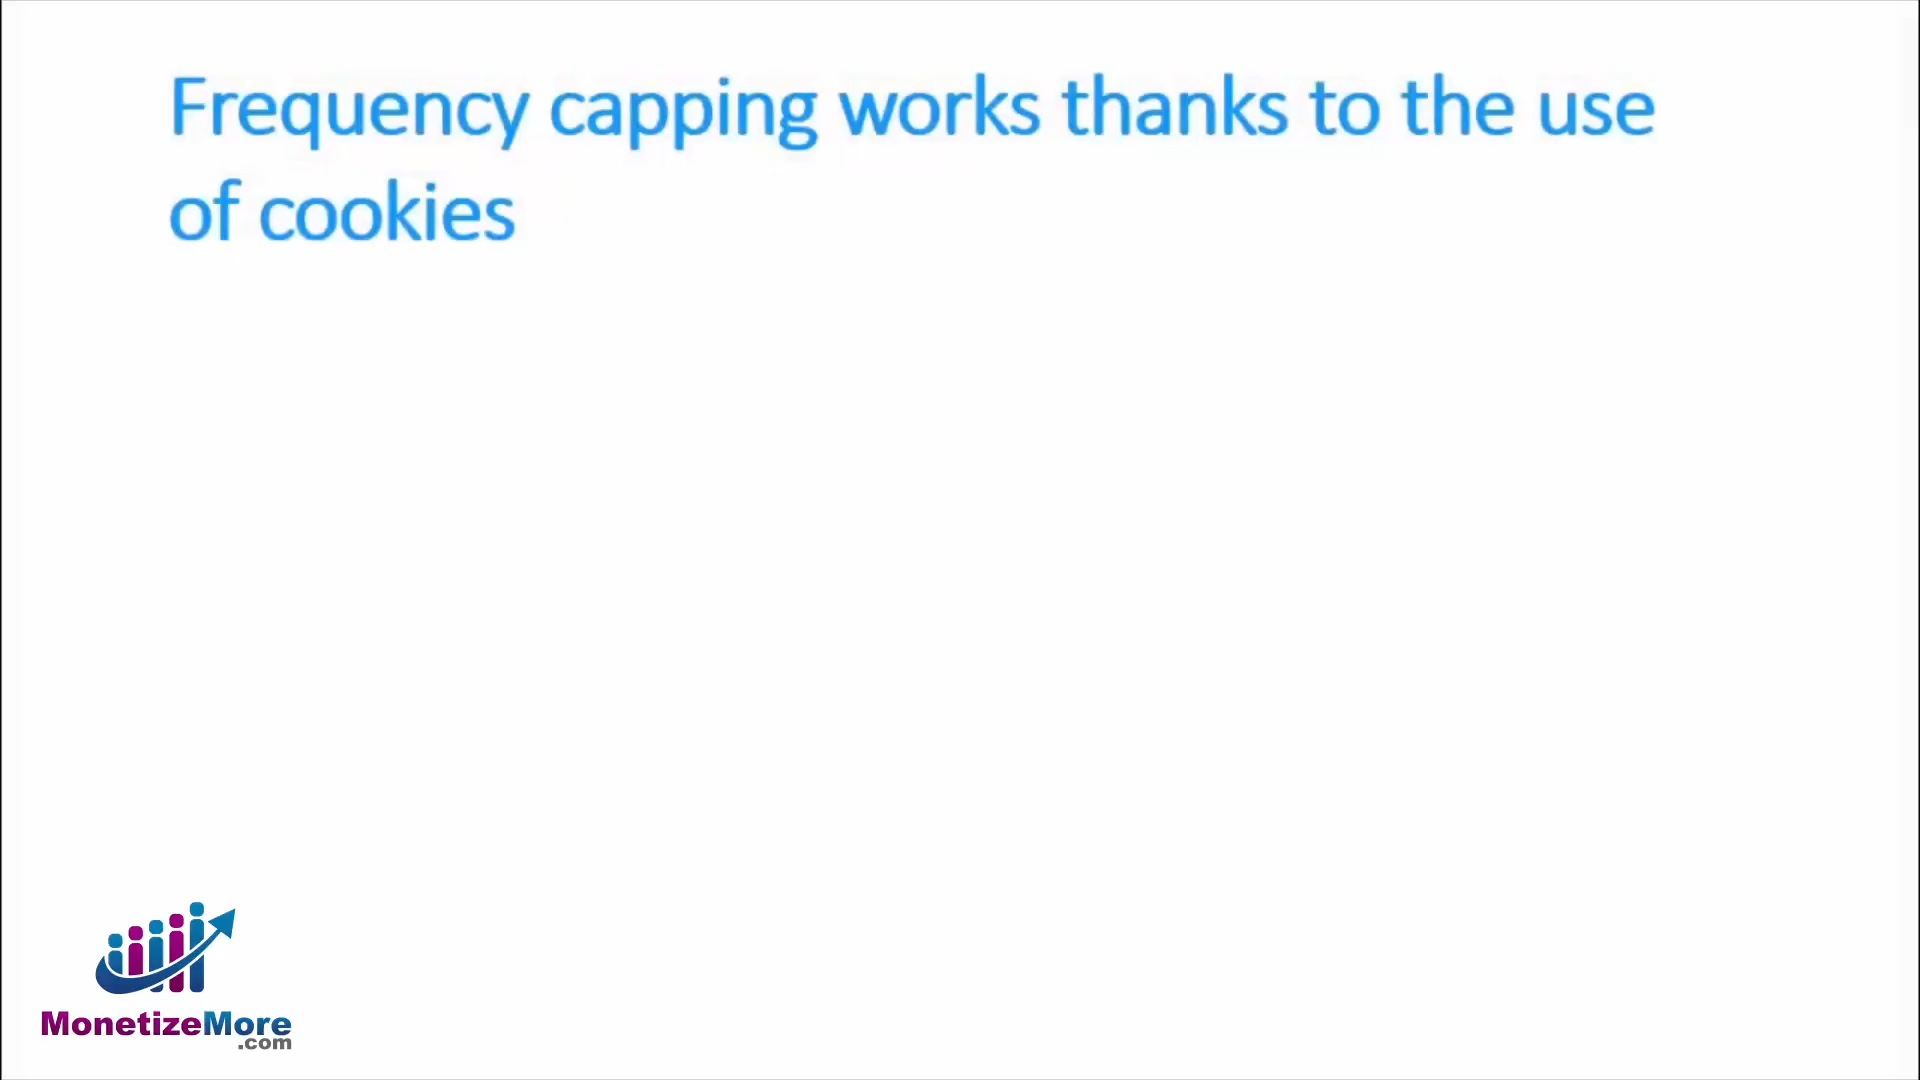 Frequency capping works thanks to the use
of cookies
MonetizeMore
.com